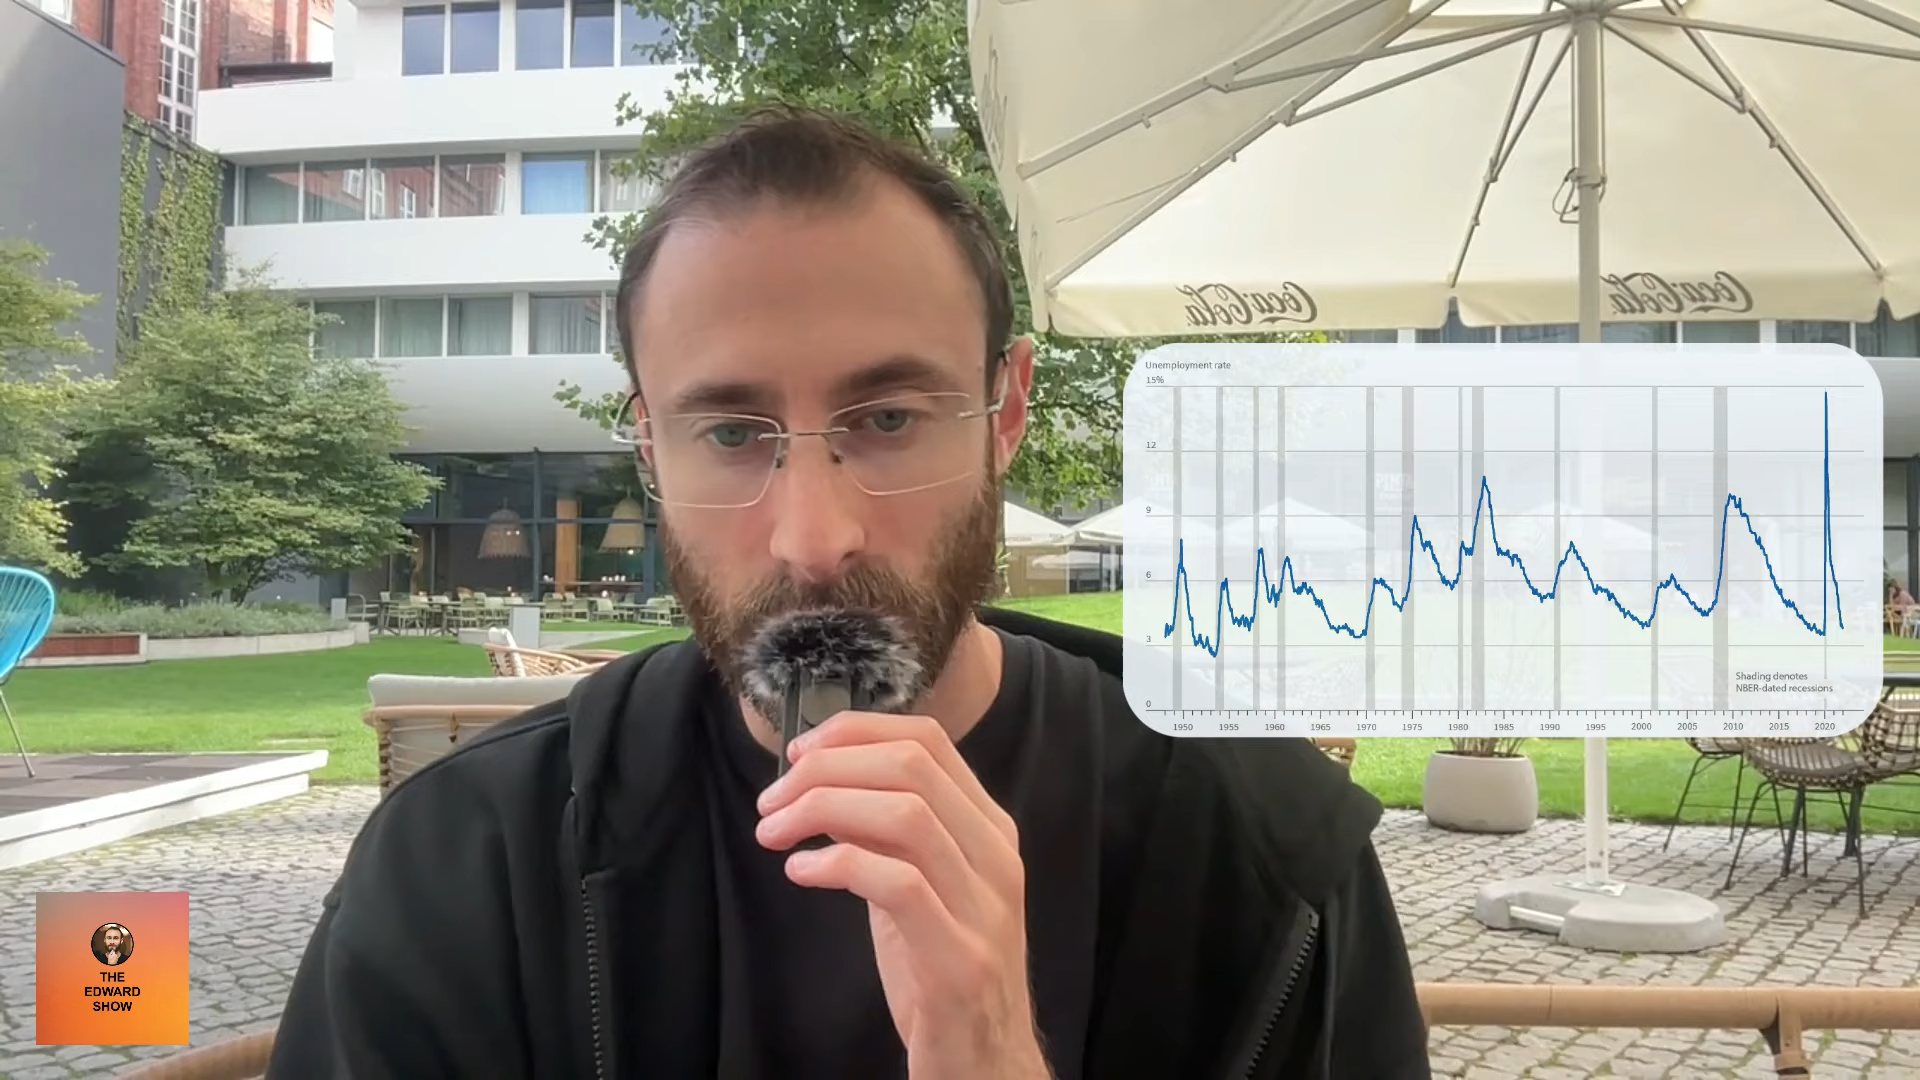 Coca-Cola
Coca-Cola
Unemployment rate
15%
12
9
6
3
0
Shading denotes
NBER-dated recessions
1950 1955 1960 1965 1970 1975 1980 1985 1990 1995 2000 2005 2010 2015 2020
THE
EDWARD
SHOW